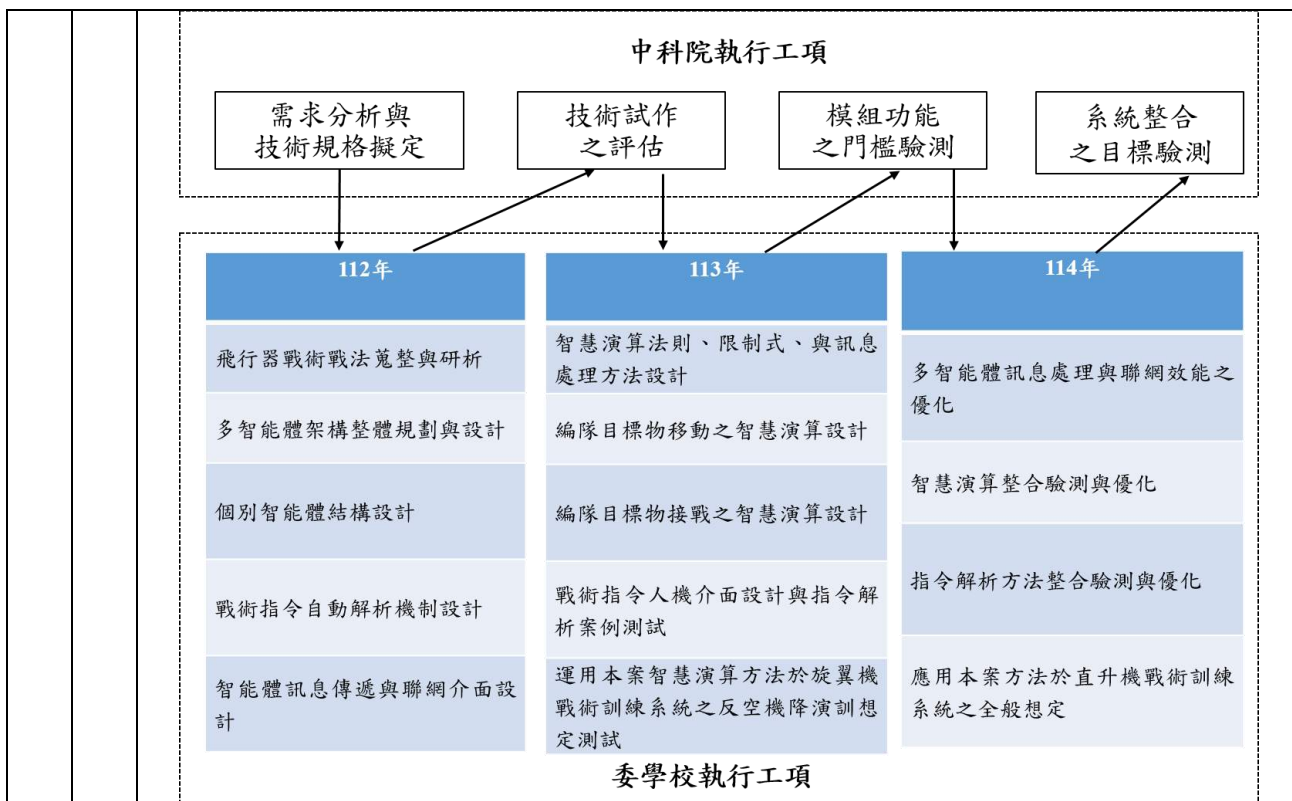 中科院執行工項
需求分析與
技術規格擬定
技術試作
之評估
模組功能
之門檻驗測
系統整合
之目標驗測
112年
飛行器戰術戰法蒐整與研析
多智能體架構整體規劃與設計
個別智能體結構設計
戰術指令自動解析機制設計
智能體訊息傳遞與聯網介面設
計
113年
智慧演算法則、限制式、與訊息
處理方法設計
編隊目標物移動之智慧演算設計
編隊目標物接戰之智慧演算設計
戰術指令人機介面設計與指令解
析案例測試
運用本案智慧演算方法於旋翼機
戰術訓練系統之反空機降演訓想
定測試
114年
多智能體訊息處理與聯網效能之
優化
智慧演算整合驗測與優化
指令解析方法整合驗測與優化
應用本案方法於直升機戰術訓練
系統之全般想定
委學校執行工項